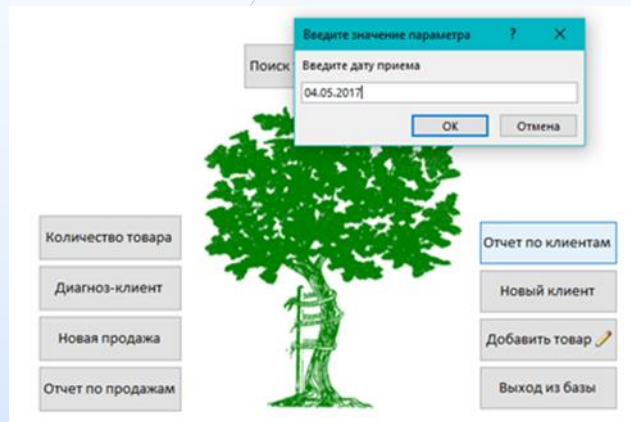 Введите значение параметра
Поиск
Введите дату приема
04.05.2017
ОК
Отмена
Количество товара
Диагноз-клиент
Новая продажа
Отчет по продажам
Отчет по клиентам
Новый клиент
Добавить товар
Выход из базы